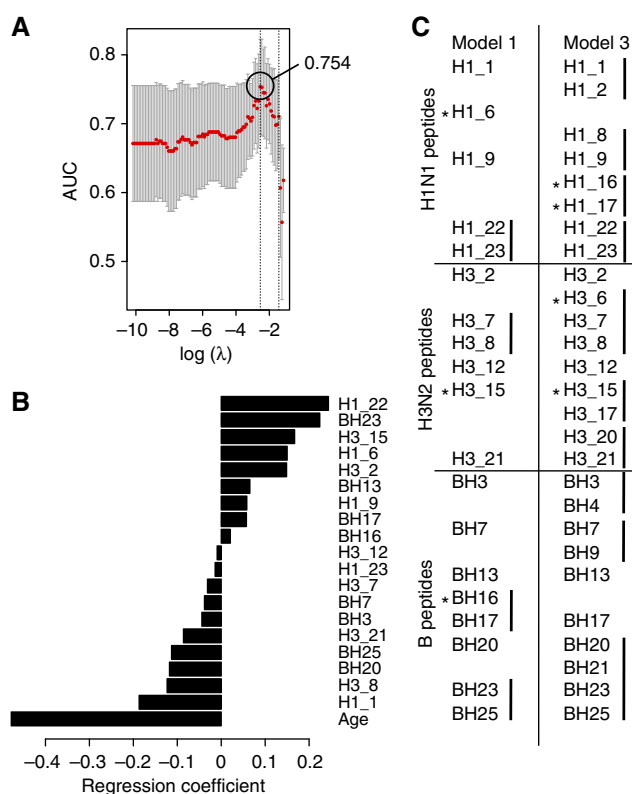 A
0.8
0.7
0.6
0.5
AUC
0.754
−10 −8 −6 −4 −2
log (λ)
B
H1_22
BH23
H3_15
H1_6
H3_2
BH13
H1_9
BH17
BH16
H3_12
H1_23
H3_7
BH7
BH3
H3_21
BH25
BH20
H3_8
H1_1
Age
−0.4 −0.3 −0.2 −0.1 0 0.1 0.2
Regression coefficient
C
Model 1 Model 3
H1N1 peptides
H1_1 H1_1
H1_2
*H1_6
H1_8
H1_9 H1_9
*H1_16
*H1_17
H1_22 H1_22
H1_23 H1_23
H3N2 peptides
H3_2 H3_2
*H3_6
H3_7 H3_7
H3_8 H3_8
H3_12 H3_12
*H3_15 *H3_15
H3_17
H3_20
H3_21 H3_21
B peptides
BH3 BH3
BH4
BH7 BH7
BH9
BH13 BH13
*BH16
BH17 BH17
BH20 BH20
BH21
BH23 BH23
BH25 BH25